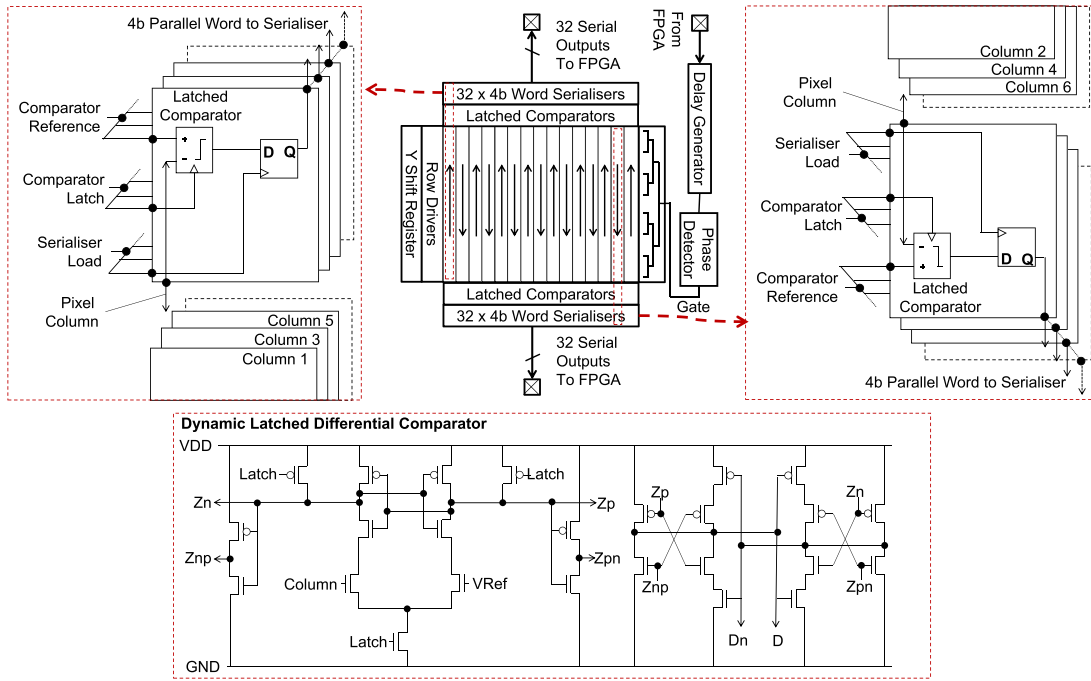 4b Parallel Word to Serialiser
Latched
Comparator
Comparator
Reference
+
-
D Q
Comparator
Latch
Serialiser
Load
Pixel
Column
Column 5
Column 3
Column 1
32 Serial
Outputs
To FPGA
From
FPGA
32 x 4b Word Serialisers
Latched Comparators
Y Shift Register
Row Drivers
Delay Generator
Phase
Detector
Gate
Latched Comparators
32 x 4b Word Serialisers
32 Serial
Outputs
To FPGA
Column 2
Column 4
Column 6
Pixel
Column
Serialiser
Load
Comparator
Latch
Comparator
Reference
-
+
D Q
Latched
Comparator
4b Parallel Word to Serialiser
Dynamic Latched Differential Comparator
VDD
Latch
Latch
Zn
Zp
Znp
Zpn
Column
VRef
Latch
GND
Zp
Zn
Znp
Zpn
Dn
D